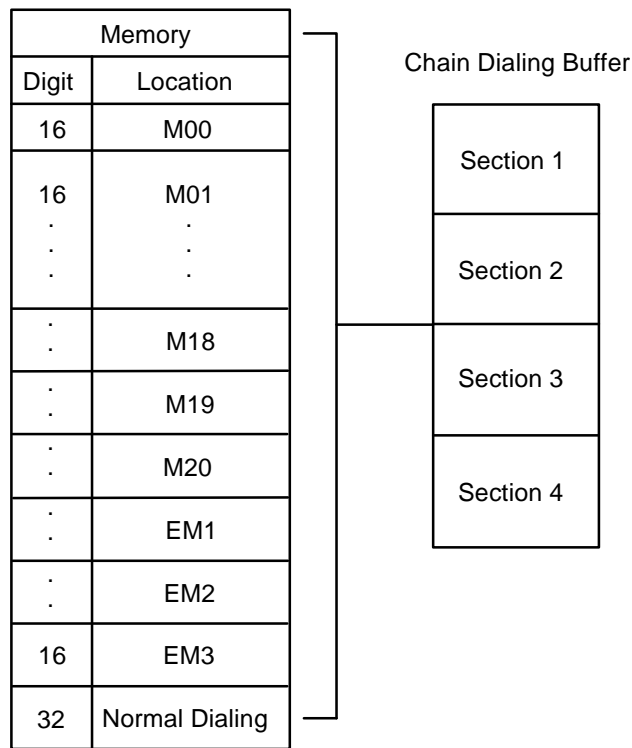 Memory
Digit Location
16 M00
16 M01
. .
. .
. .
. M18
.
. M19
.
. M20
.
. EM1
.
. EM2
.
16 EM3
32 Normal Dialing
Chain Dialing Buffer
Section 1
Section 2
Section 3
Section 4